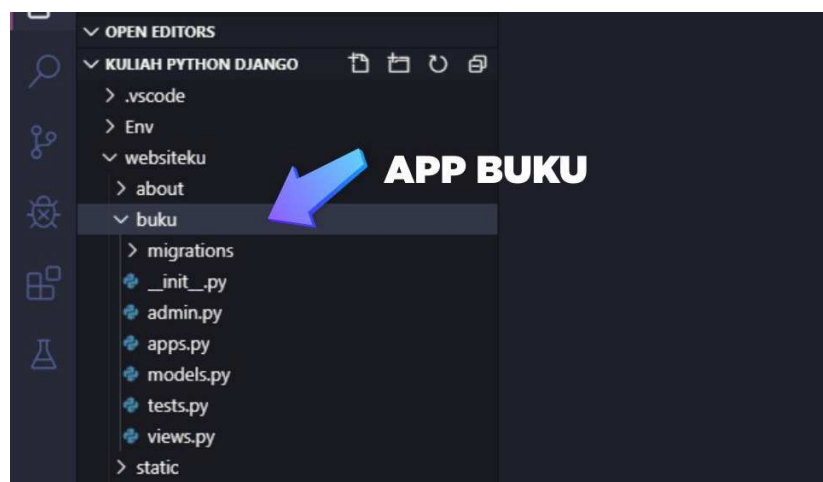 OPEN EDITORS
KULIAH PYTHON DJANGO
.vscode
Env
websiteku
about
buku
APP BUKU
migrations
__init__.py
admin.py
apps.py
models.py
tests.py
views.py
static